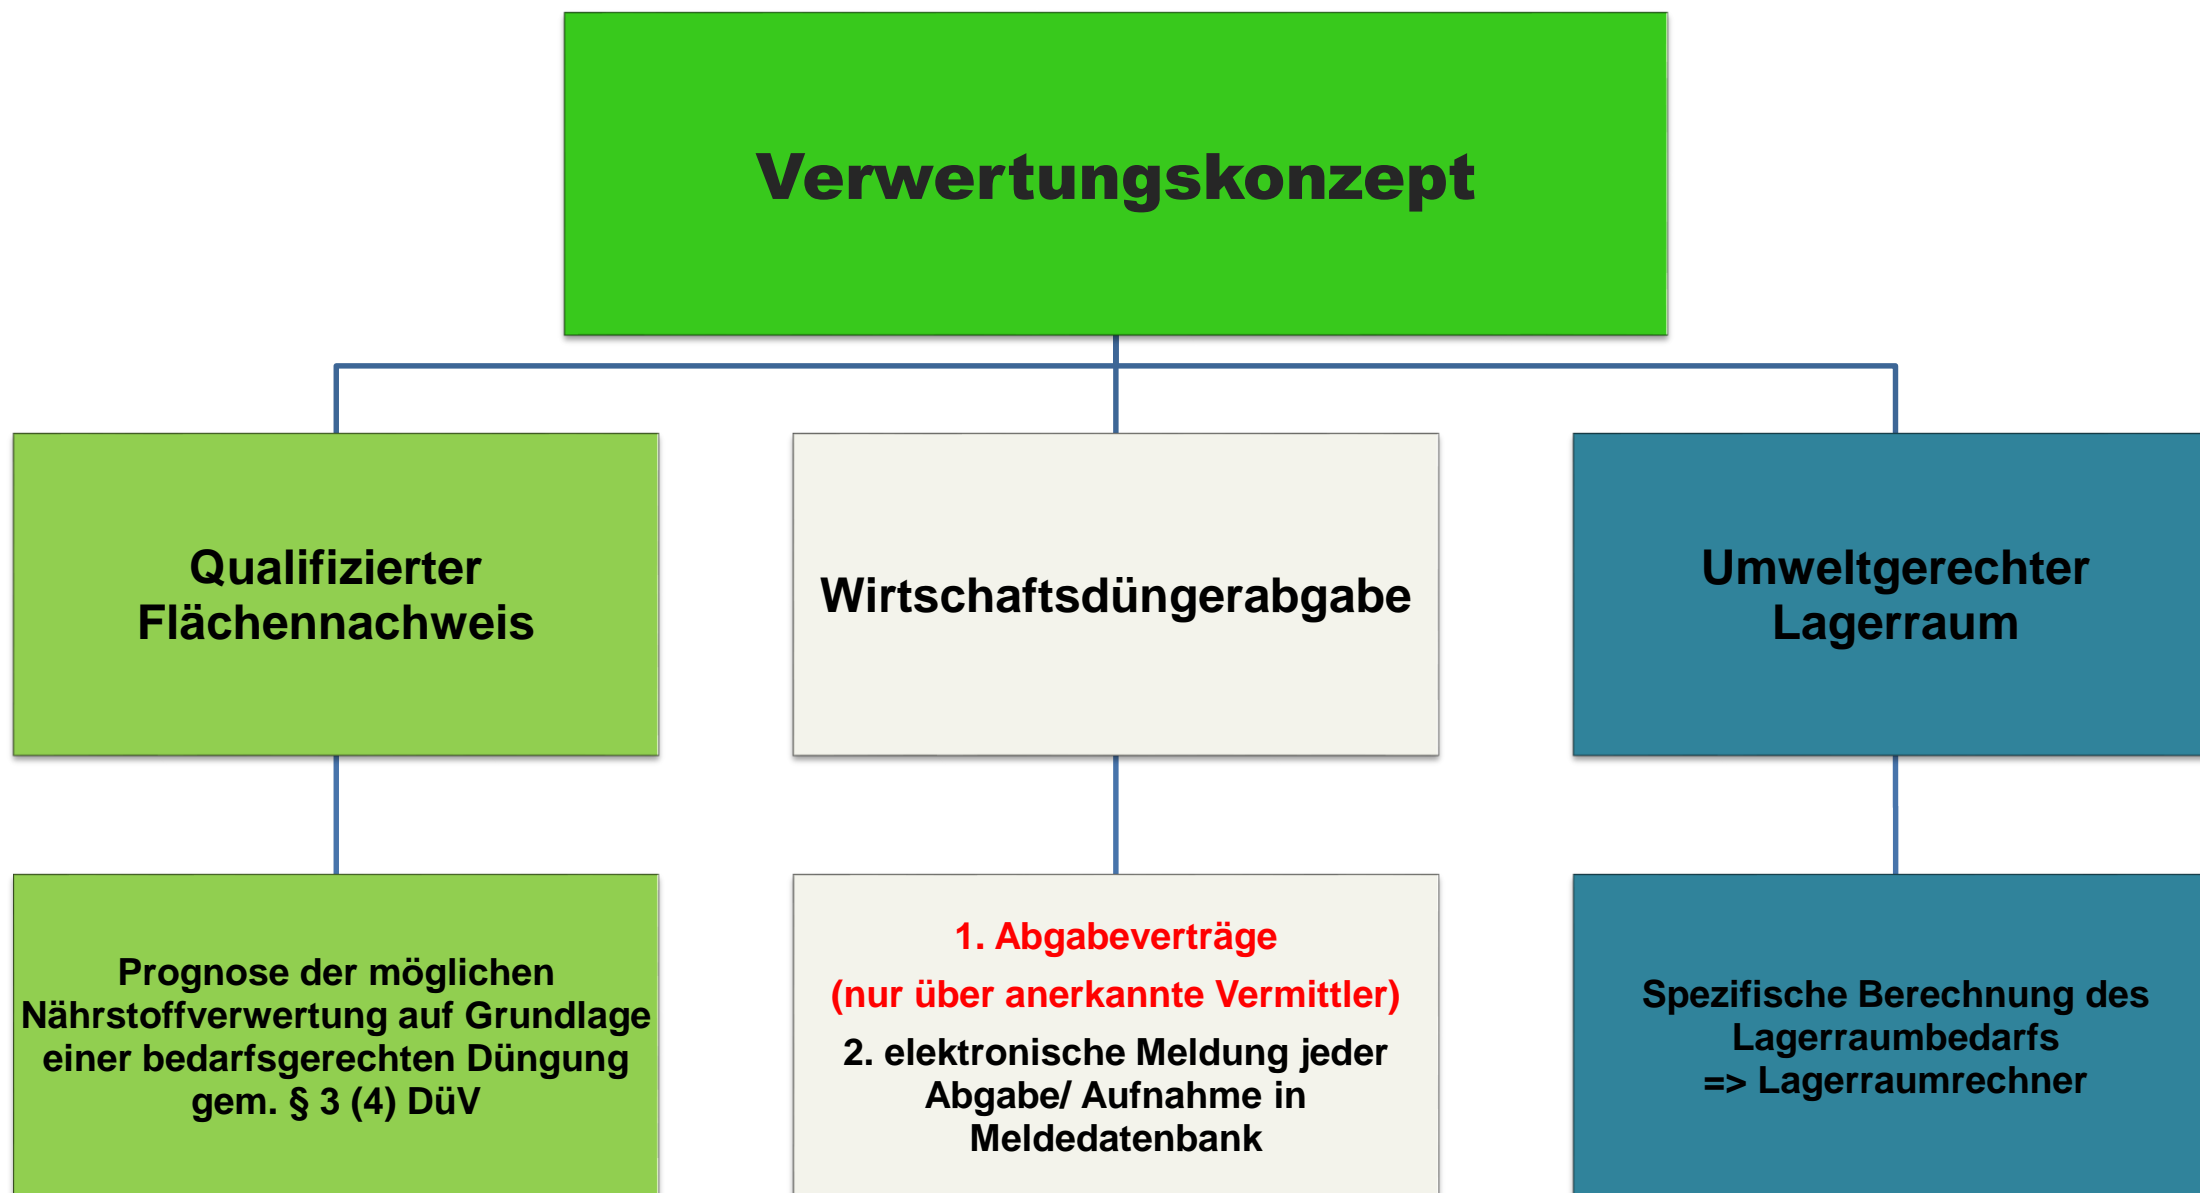 Verwertungskonzept
Qualifizierter
Flächennachweis
Wirtschaftsdüngerabgabe
Umweltgerechter
Lagerraum
Prognose der möglichen
Nährstoffverwertung auf Grundlage
einer bedarfsgerechten Düngung
gem. § 3 (4) DüV
1. Abgabeverträge
(nur über anerkannte Vermittler)
2. elektronische Meldung jeder
Abgabe/ Aufnahme in
Meldedatenbank
Spezifische Berechnung des
Lagerraumbedarfs
=> Lagerraumrechner